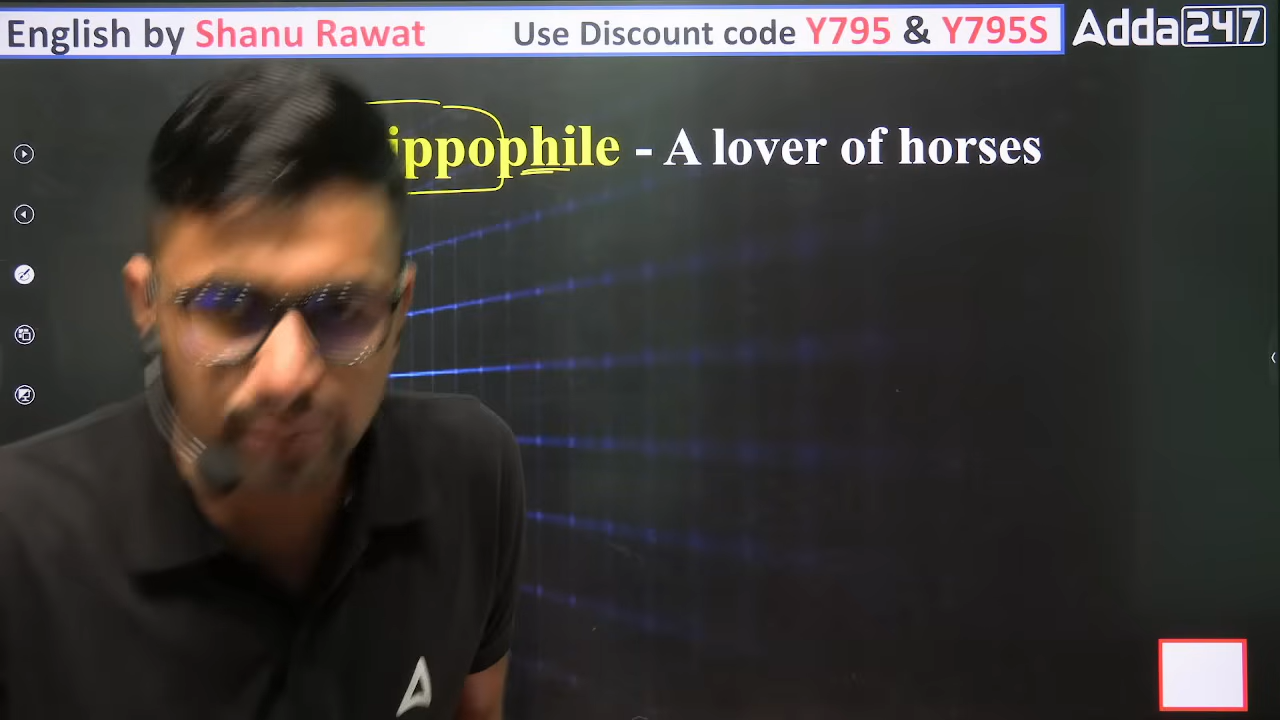 English by Shanu Rawat Use Discount code Y795 & Y795S Adda247
ippophile - A lover of horses